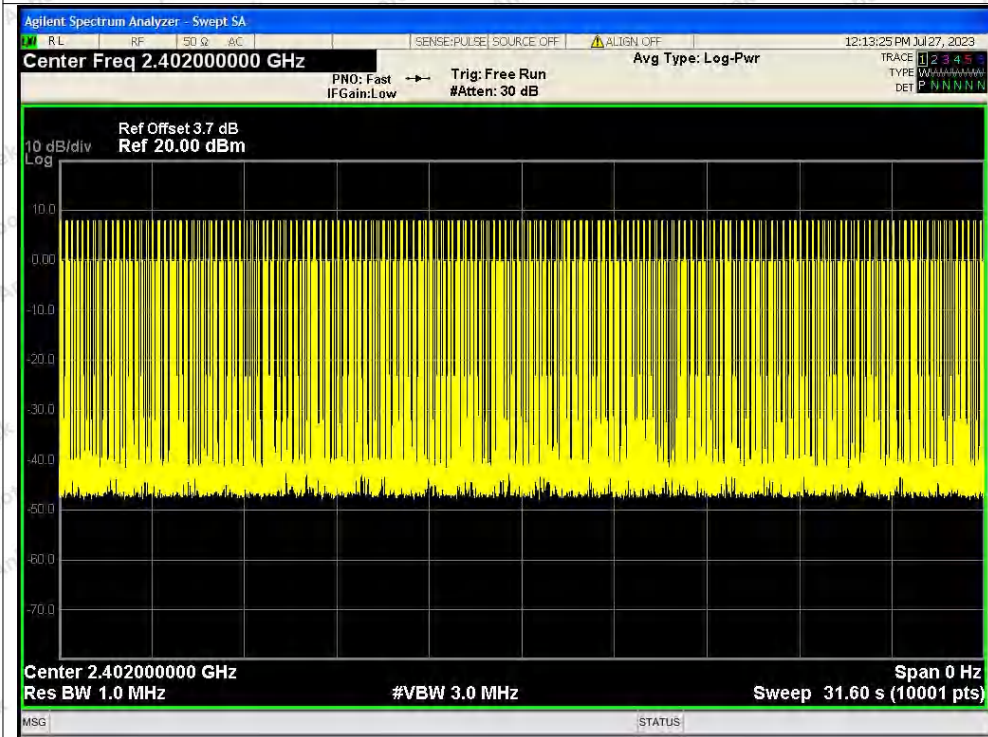 Agilent Spectrum Analyzer - Swept SA
RL RF 50 Ω AC SENSE:PULSE SOURCE OFF ALIGN OFF 12:13:25 PM Jul 27, 2023
Center Freq 2.402000000 GHz Avg Type: Log-Pwr TRACE 1 2 3 4 5 6
PNO: Fast Trig: Free Run TYPE W
IFGain:Low #Atten: 30 dB DET P N N N N N
Ref Offset 3.7 dB
10 dB/div Ref 20.00 dBm
Log
10.0
0.00
-10.0
-20.0
-30.0
-40.0
-50.0
-60.0
-70.0
Center 2.402000000 GHz Span 0 Hz
Res BW 1.0 MHz #VBW 3.0 MHz Sweep 31.60 s (10001 pts)
MSG STATUS